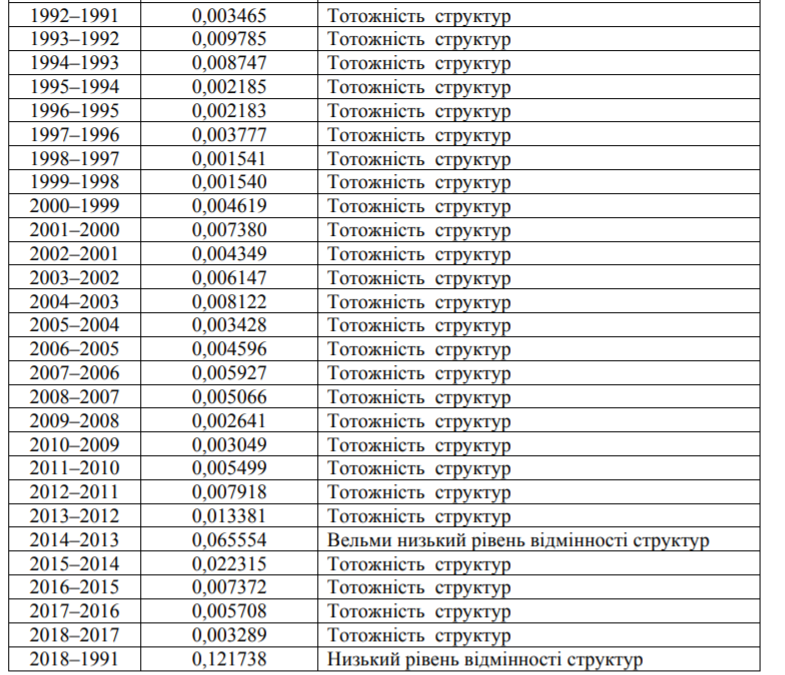 1992–1991 0,003465 Тотожність структур
1993–1992 0,009785 Тотожність структур
1994–1993 0,008747 Тотожність структур
1995–1994 0,002185 Тотожність структур
1996–1995 0,002183 Тотожність структур
1997–1996 0,003777 Тотожність структур
1998–1997 0,001541 Тотожність структур
1999–1998 0,001540 Тотожність структур
2000–1999 0,004619 Тотожність структур
2001–2000 0,007380 Тотожність структур
2002–2001 0,004349 Тотожність структур
2003–2002 0,006147 Тотожність структур
2004–2003 0,008122 Тотожність структур
2005–2004 0,003428 Тотожність структур
2006–2005 0,004596 Тотожність структур
2007–2006 0,005927 Тотожність структур
2008–2007 0,005066 Тотожність структур
2009–2008 0,002641 Тотожність структур
2010–2009 0,003049 Тотожність структур
2011–2010 0,005499 Тотожність структур
2012–2011 0,007918 Тотожність структур
2013–2012 0,013381 Тотожність структур
2014–2013 0,065554 Вельми низький рівень відмінності структур
2015–2014 0,022315 Тотожність структур
2016–2015 0,007372 Тотожність структур
2017–2016 0,005708 Тотожність структур
2018–2017 0,003289 Тотожність структур
2018–1991 0,121738 Низький рівень відмінності структур